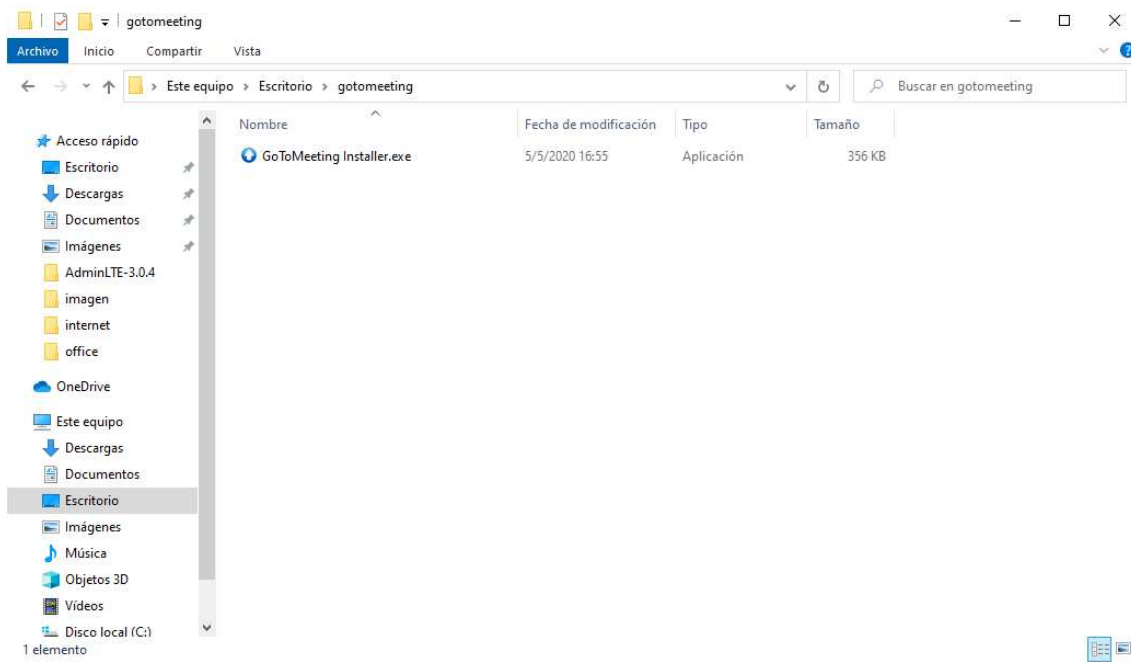 gotomeeting
Archivo Inicio Compartir Vista
Este equipo Escritorio gotomeeting Buscar en gotomeeting
Nombre Fecha de modificación Tipo Tamaño
GoToMeeting Installer.exe 5/5/2020 16:55 Aplicación 356 KB
Acceso rápido
Escritorio
Descargas
Documentos
Imágenes
AdminLTE-3.0.4
imagen
internet
office
OneDrive
Este equipo
Descargas
Documentos
Escritorio
Imágenes
Música
Objetos 3D
Vídeos
Disco local (C:)
1 elemento